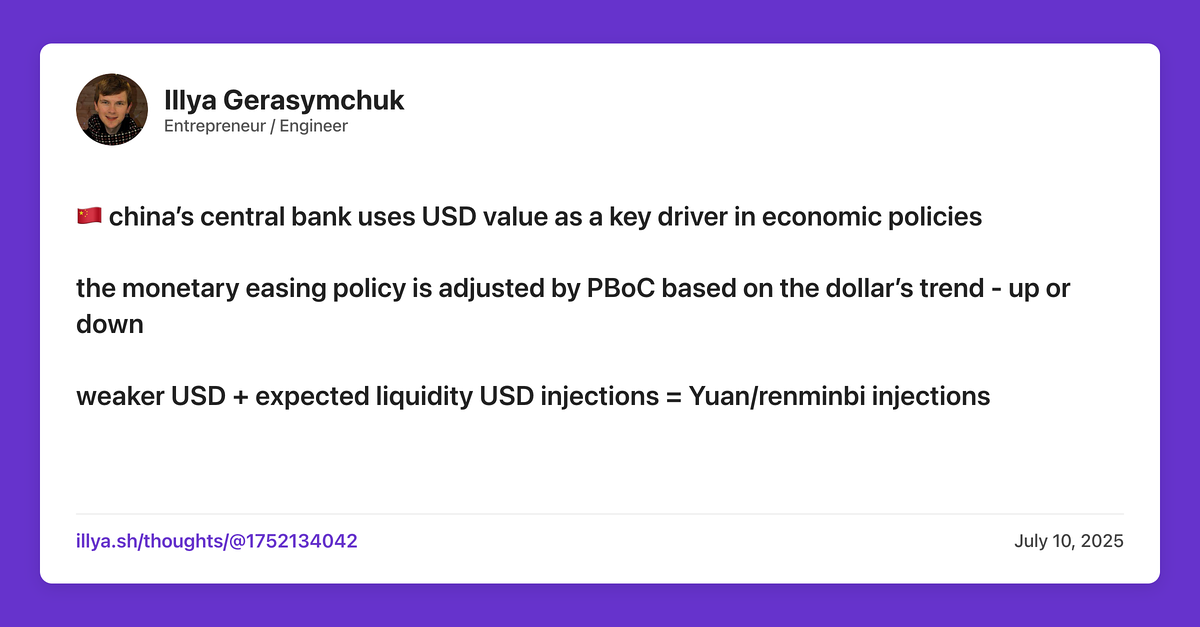 Illya Gerasymchuk
Entrepreneur / Engineer
🇨🇳 china’s central bank uses USD value as a key driver in economic policies
the monetary easing policy is adjusted by PBoC based on the dollar’s trend - up or
down
weaker USD + expected liquidity USD injections = Yuan/renminbi injections
illya.sh/thoughts/@1752134042
July 10, 2025